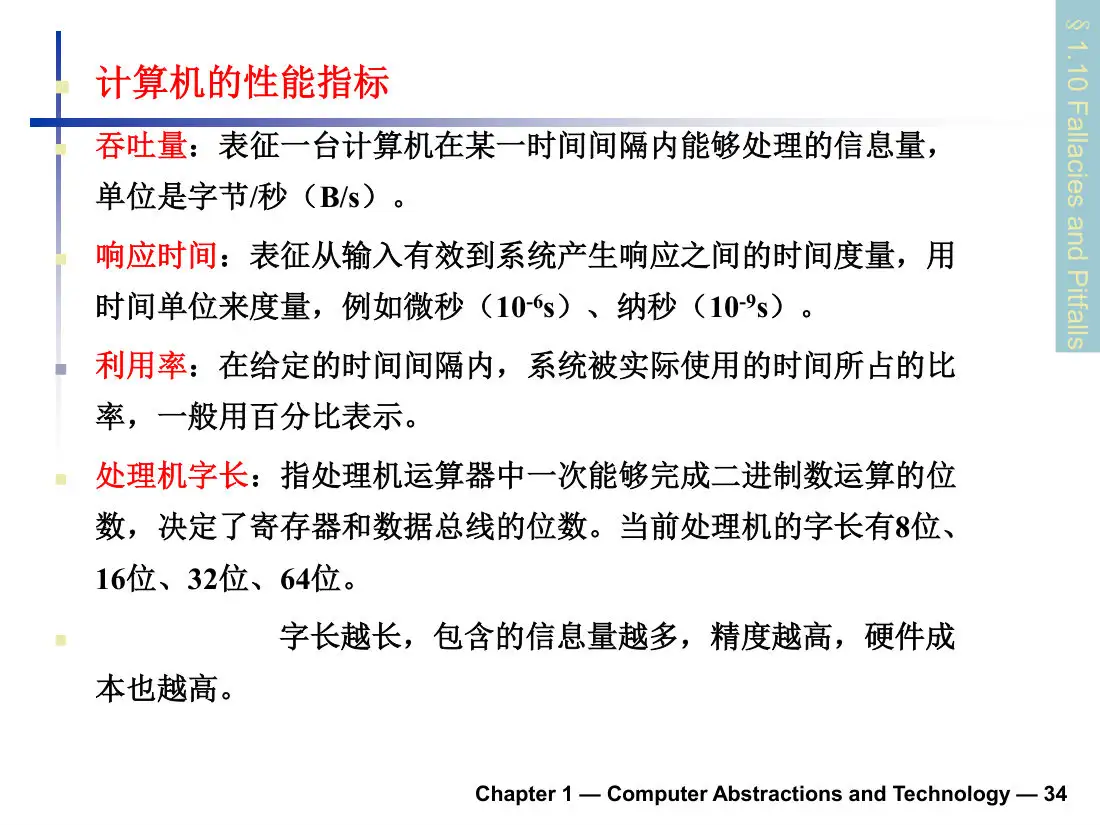 计算机的性能指标
吞吐量：表征一台计算机在某一时间间隔内能够处理的信息量，
单位是字节/秒（B/s）。
响应时间：表征从输入有效到系统产生响应之间的时间度量，用
时间单位来度量，例如微秒（10-6s）、纳秒（10-9s）。
利用率：在给定的时间间隔内，系统被实际使用的时间所占的比
率，一般用百分比表示。
处理机字长：指处理机运算器中一次能够完成二进制数运算的位
数，决定了寄存器和数据总线的位数。当前处理机的字长有8位、
16位、32位、64位。
字长越长，包含的信息量越多，精度越高，硬件成
本也越高。
§1.10 Fallacies and Pitfalls
Chapter 1 — Computer Abstractions and Technology — 34